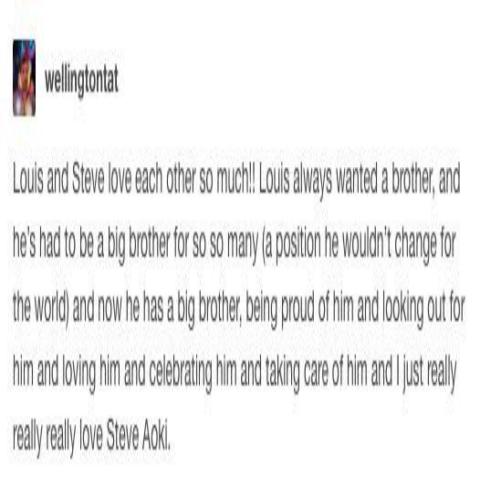 wellingtontat
Louis and Steve love each other so much!! Louis always wanted a brother, and
he's had to be a big brother for so so many (a position he wouldn't change for
the world) and now he has a big brother, being proud of him and looking out for
him and loving him and celebrating him and taking care of him and I just really
really really love Steve Aoki.